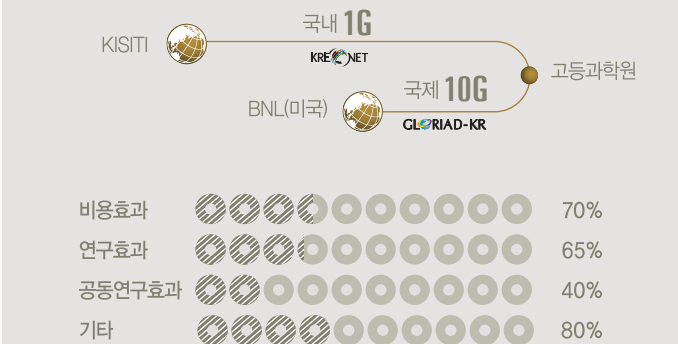 국내 1G
KISITI
KREONET
고등과학원
국제 10G
BNL(미국)
GLORIAD-KR
비용효과 70%
연구효과 65%
공동연구효과 40%
기타 80%